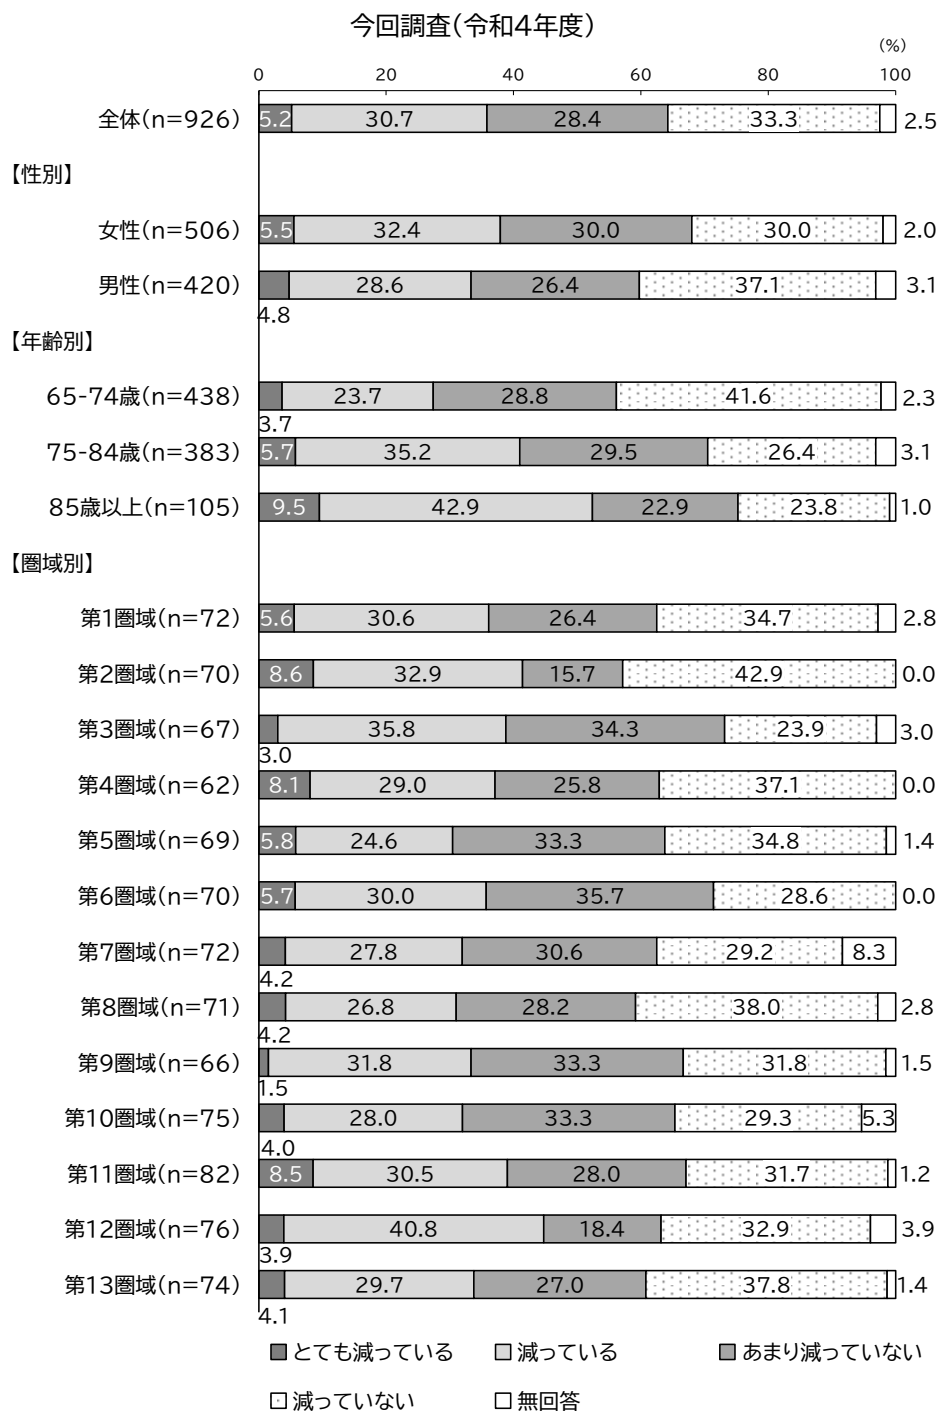 今回調査(令和4年度)
(%)
0 20 40 60 80 100
全体(n=926) 5.2 30.7 28.4 33.3 2.5
【性別】
女性(n=506) 5.5 32.4 30.0 30.0 2.0
男性(n=420) 4.8 28.6 26.4 37.1 3.1
【年齢別】
65-74歳(n=438) 3.7 23.7 28.8 41.6 2.3
75-84歳(n=383) 5.7 35.2 29.5 26.4 3.1
85歳以上(n=105) 9.5 42.9 22.9 23.8 1.0
【圏域別】
第1圏域(n=72) 5.6 30.6 26.4 34.7 2.8
第2圏域(n=70) 8.6 32.9 15.7 42.9 0.0
第3圏域(n=67) 3.0 35.8 34.3 23.9 3.0
第4圏域(n=62) 8.1 29.0 25.8 37.1 0.0
第5圏域(n=69) 5.8 24.6 33.3 34.8 1.4
第6圏域(n=70) 5.7 30.0 35.7 28.6 0.0
第7圏域(n=72) 4.2 27.8 30.6 29.2 8.3
第8圏域(n=71) 4.2 26.8 28.2 38.0 2.8
第9圏域(n=66) 1.5 31.8 33.3 31.8 1.5
第10圏域(n=75) 4.0 28.0 33.3 29.3 5.3
第11圏域(n=82) 8.5 30.5 28.0 31.7 1.2
第12圏域(n=76) 3.9 40.8 18.4 32.9 3.9
第13圏域(n=74) 4.1 29.7 27.0 37.8 1.4
とても減っている 減っている あまり減っていない
減っていない 無回答